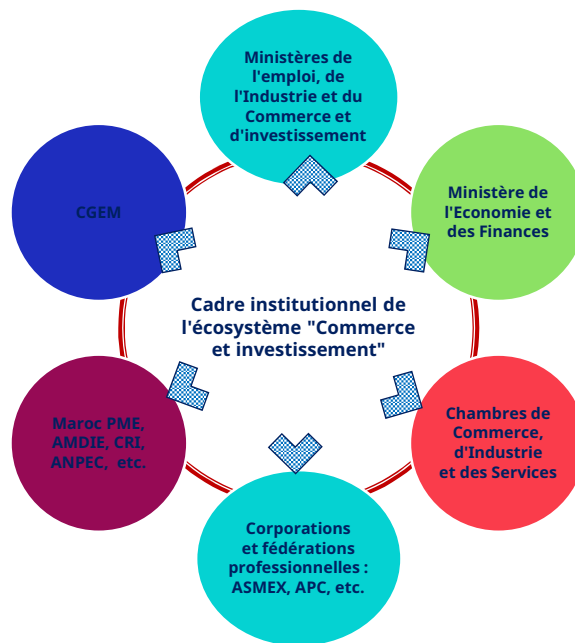 Ministères de
l'emploi, de
l'Industrie et du
Commerce et
d'investissement
CGEM
Ministère de
l'Economie et
des Finances
Cadre institutionnel de
l'écosystème "Commerce
et investissement"
Maroc PME,
AMDIE, CRI,
ANPEC, etc.
Chambres de
Commerce,
d'Industrie
et des Services
Corporations
et fédérations
professionnelles :
ASMEX, APC, etc.